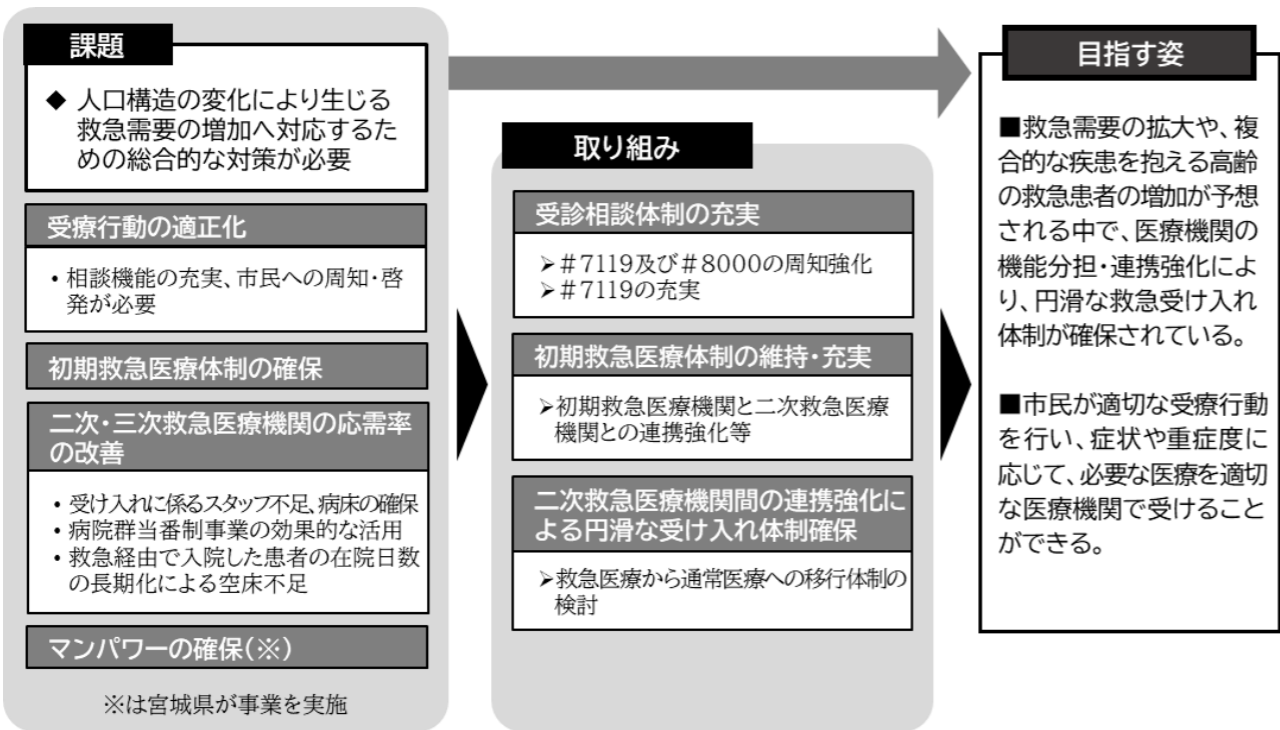 課題
◆ 人口構造の変化により生じる
救急需要の増加へ対応するた
めの総合的な対策が必要
受療行動の適正化
・相談機能の充実、市民への周知・啓
発が必要
初期救急医療体制の確保
二次・三次救急医療機関の応需率
の改善
・受け入れに係るスタッフ不足、病床の確保
・病院群当番制事業の効果的な活用
・救急経由で入院した患者の在院日数
の長期化による空床不足
マンパワーの確保(※)
※は宮城県が事業を実施
取り組み
受診相談体制の充実
➢#7119及び#8000の周知強化
➢#7119の充実
初期救急医療体制の維持・充実
➢初期救急医療機関と二次救急医療
機関との連携強化等
二次救急医療機関間の連携強化に
よる円滑な受け入れ体制確保
➢救急医療から通常医療への移行体制の
検討
目指す姿
■救急需要の拡大や、複
合的な疾患を抱える高齢
の救急患者の増加が予想
される中で、医療機関の
機能分担・連携強化によ
り、円滑な救急受け入れ
体制が確保されている。
■市民が適切な受療行動
を行い、症状や重症度に
応じて、必要な医療を適切
な医療機関で受けること
ができる。